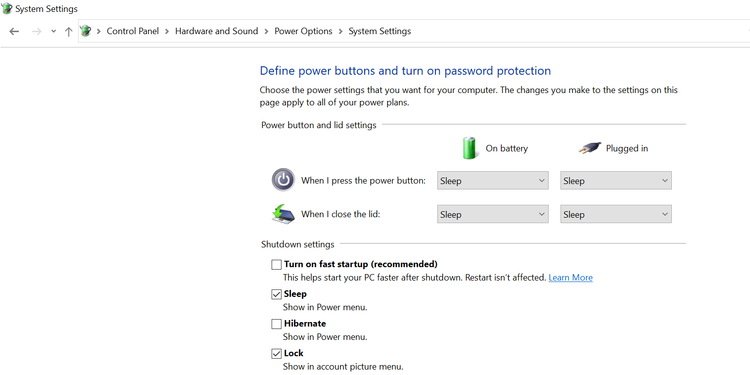 System Settings
Control Panel > Hardware and Sound > Power Options > System Settings
Define power buttons and turn on password protection
Choose the power settings that you want for your computer. The changes you make to the settings on this
page apply to all of your power plans.
Power button and lid settings
On battery Plugged in
When I press the power button: Sleep Sleep
When I close the lid: Sleep Sleep
Shutdown settings
Turn on fast startup (recommended)
This helps start your PC faster after shutdown. Restart isn't affected. Learn More
Sleep
Show in Power menu.
Hibernate
Show in Power menu.
Lock
Show in account picture menu.